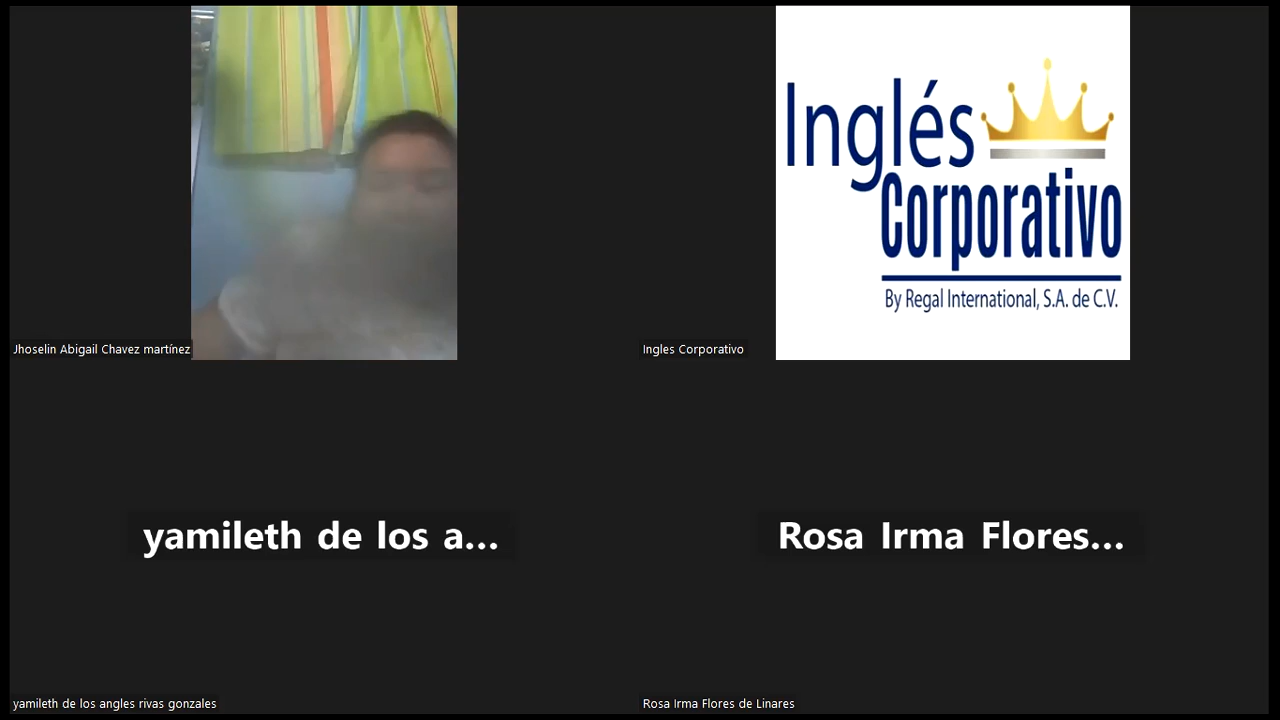 Inglés
Corporativo
By Regal International, S.A. de C.V.
Jhoselin Abigail Chavez martínez
Ingles Corporativo
yamileth de los a...
Rosa Irma Flores...
yamileth de los angles rivas gonzales
Rosa Irma Flores de Linares